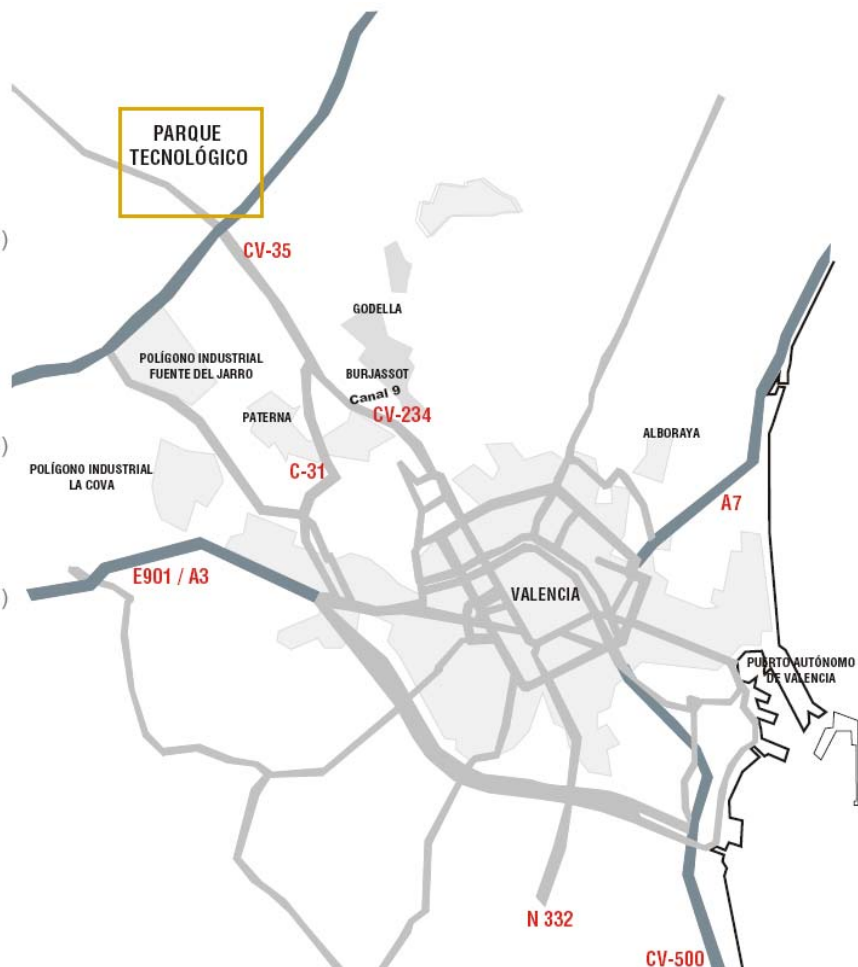 PARQUE
TECNOLÓGICO
)
CV-35
GODELLA
POLÍGONO INDUSTRIAL
FUENTE DEL JARRO
BURJASSOT
Canal 9
CV-234
PATERNA
ALBORAYA
)
POLÍGONO INDUSTRIAL
LA COVA
C-31
A7
E901 / A3
)
VALENCIA
PUERTO AUTÓNOMO
DE VALENCIA
N 332
CV-500